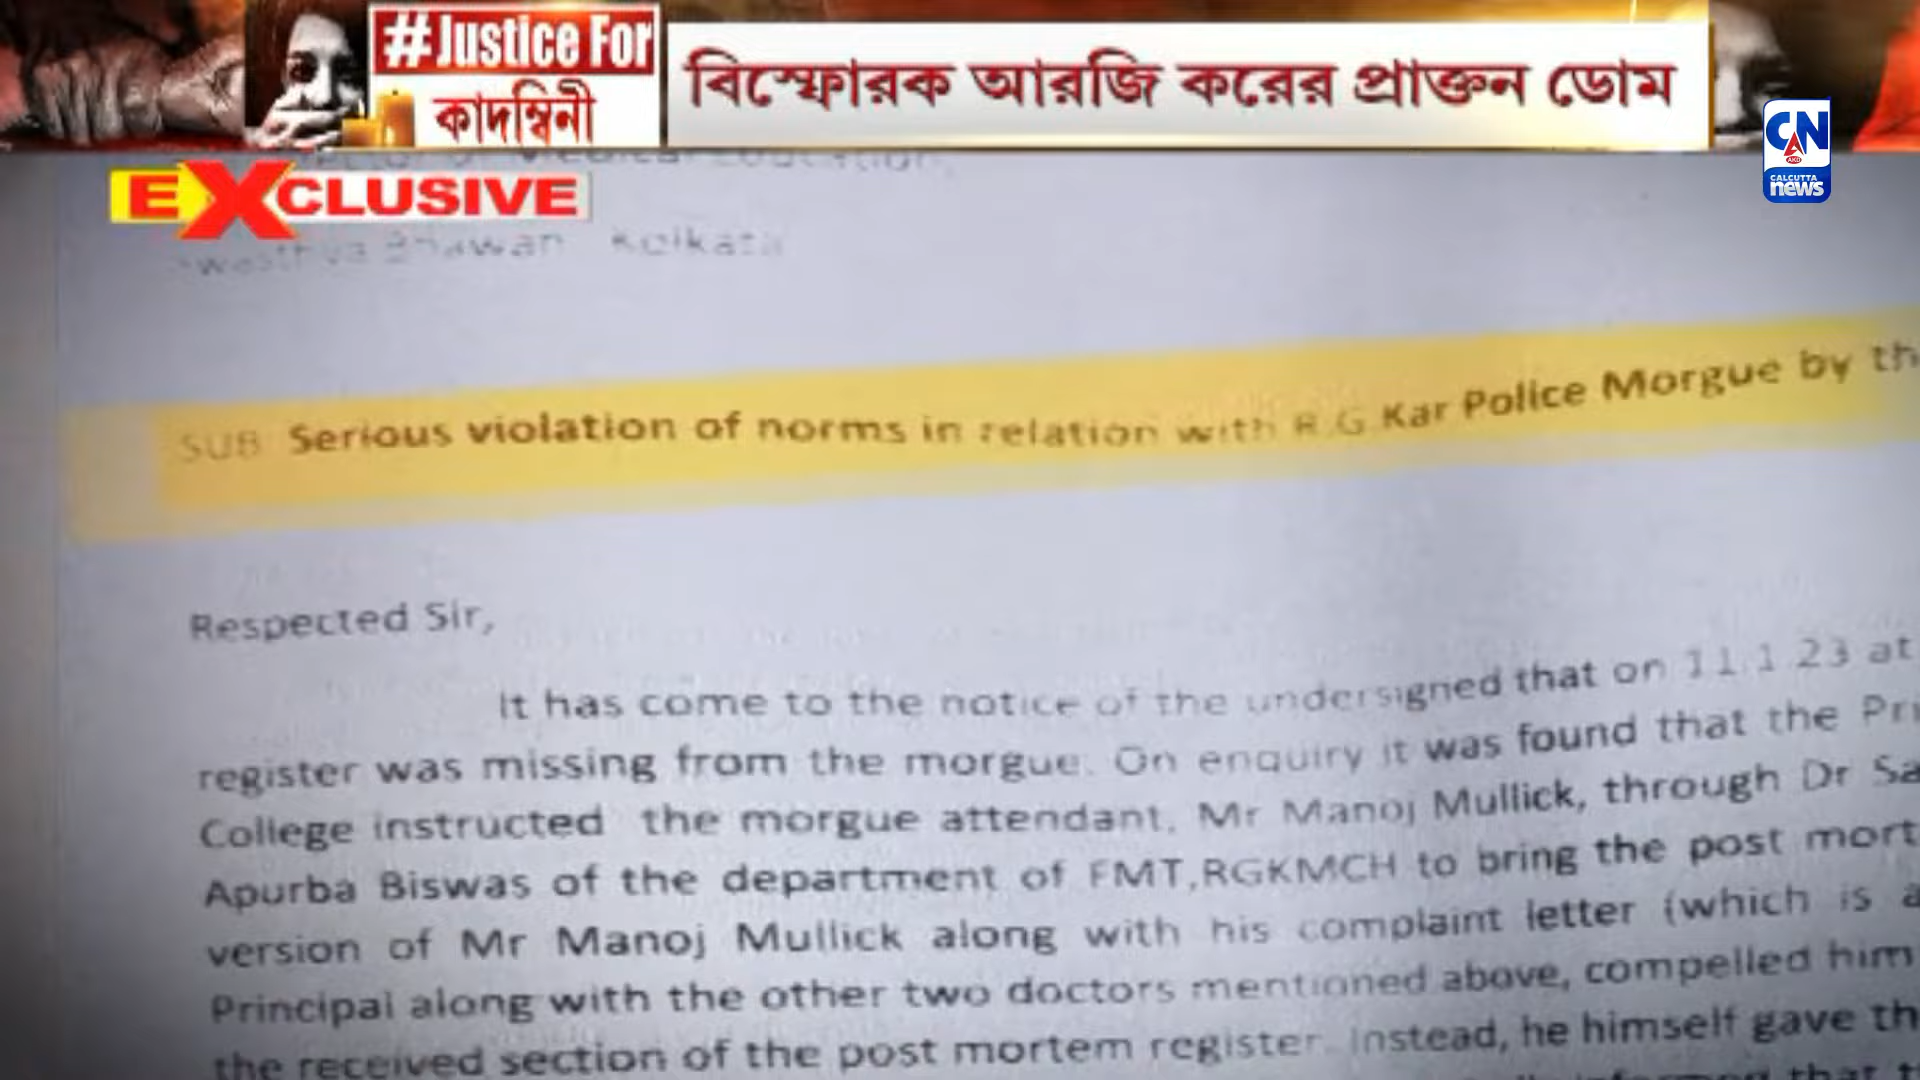 #Justice For
কাদম্বিনী
বিস্ফোরক আরজি করের প্রাক্তন ডোম
CN
CALCUTTA
news
EXCLUSIVE
Medical Education,
Bhawan Kolkata
SUB Serious violation of norms in relation with R.G Kar Police Morgue by th
Respected Sir,
It has come to the notice of the undersigned that on 11.1.23 at
register was missing from the morgue. On enquiry it was found that the Pri
College instructed the morgue attendant, Mr Manoj Mullick, through Dr Sa
Apurba Biswas of the department of FMT,RGKMCH to bring the post mort
version of Mr Manoj Mullick along with his complaint letter (which is a
Principal along with the other two doctors mentioned above, compelled him
the received section of the post mortem register. Instead, he himself gave th
informed that t